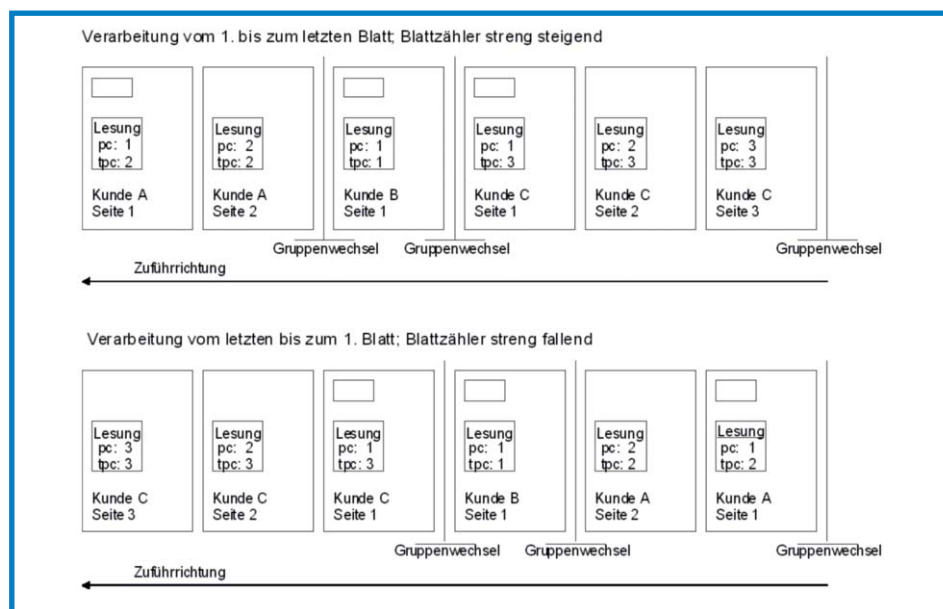 Verarbeitung vom 1. bis zum letzten Blatt; Blattzähler streng steigend
Lesung
pc: 1
tpc: 2
Kunde A
Seite 1
Lesung
pc: 2
tpc: 2
Kunde A
Seite 2
Lesung
pc: 1
tpc: 1
Kunde B
Seite 1
Lesung
pc: 1
tpc: 3
Kunde C
Seite 1
Lesung
pc: 2
tpc: 3
Kunde C
Seite 2
Lesung
pc: 3
tpc: 3
Kunde C
Seite 3
Gruppenwechsel
Gruppenwechsel
Gruppenwechsel
Zuführrichtung
Verarbeitung vom letzten bis zum 1. Blatt; Blattzähler streng fallend
Lesung
pc: 3
tpc: 3
Kunde C
Seite 3
Lesung
pc: 2
tpc: 3
Kunde C
Seite 2
Lesung
pc: 1
tpc: 3
Kunde C
Seite 1
Lesung
pc: 1
tpc: 1
Kunde B
Seite 1
Lesung
pc: 2
tpc: 2
Kunde A
Seite 2
Lesung
pc: 1
tpc: 2
Kunde A
Seite 1
Gruppenwechsel
Gruppenwechsel
Gruppenwechsel
Zuführrichtung